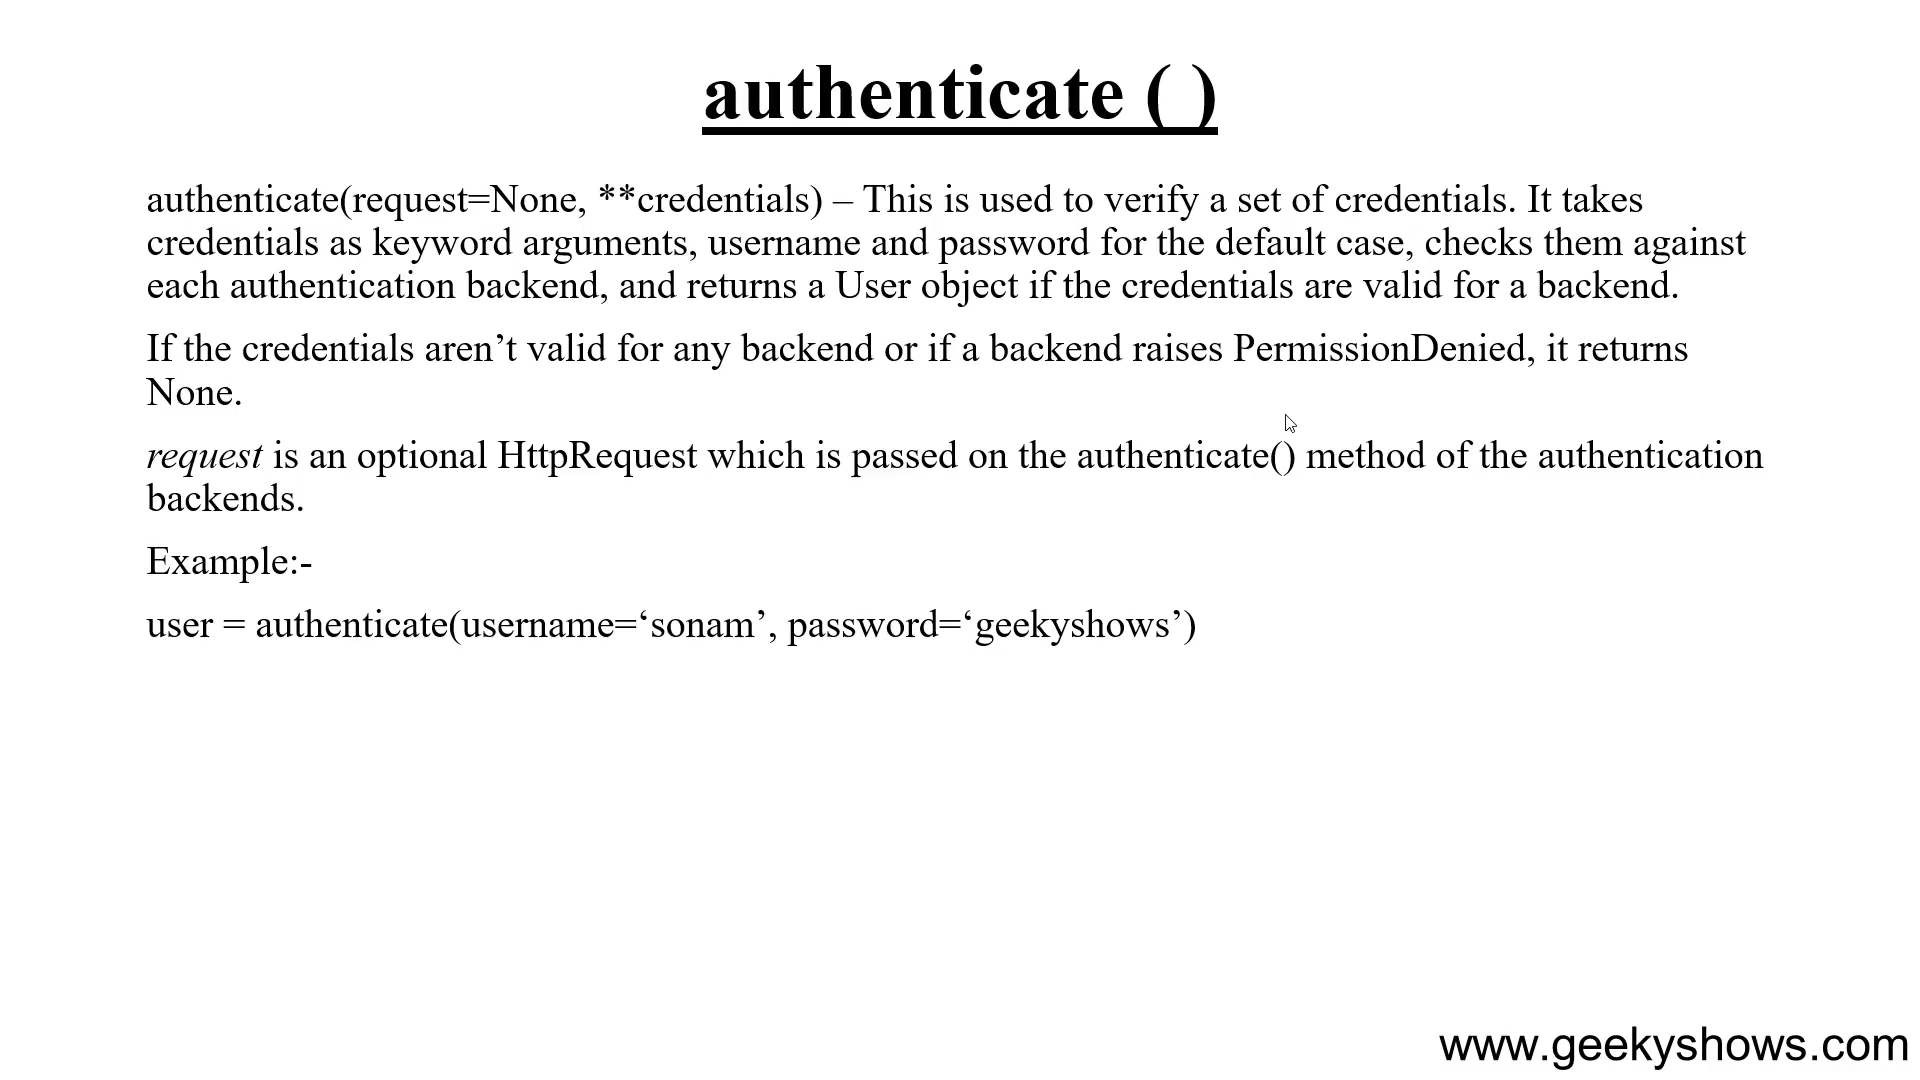 authenticate ( )
authenticate(request=None, **credentials) – This is used to verify a set of credentials. It takes
credentials as keyword arguments, username and password for the default case, checks them against
each authentication backend, and returns a User object if the credentials are valid for a backend.
If the credentials aren’t valid for any backend or if a backend raises PermissionDenied, it returns
None.
request is an optional HttpRequest which is passed on the authenticate() method of the authentication
backends.
Example:-
user = authenticate(username=‘sonam’, password=‘geekyshows’)
www.geekyshows.com